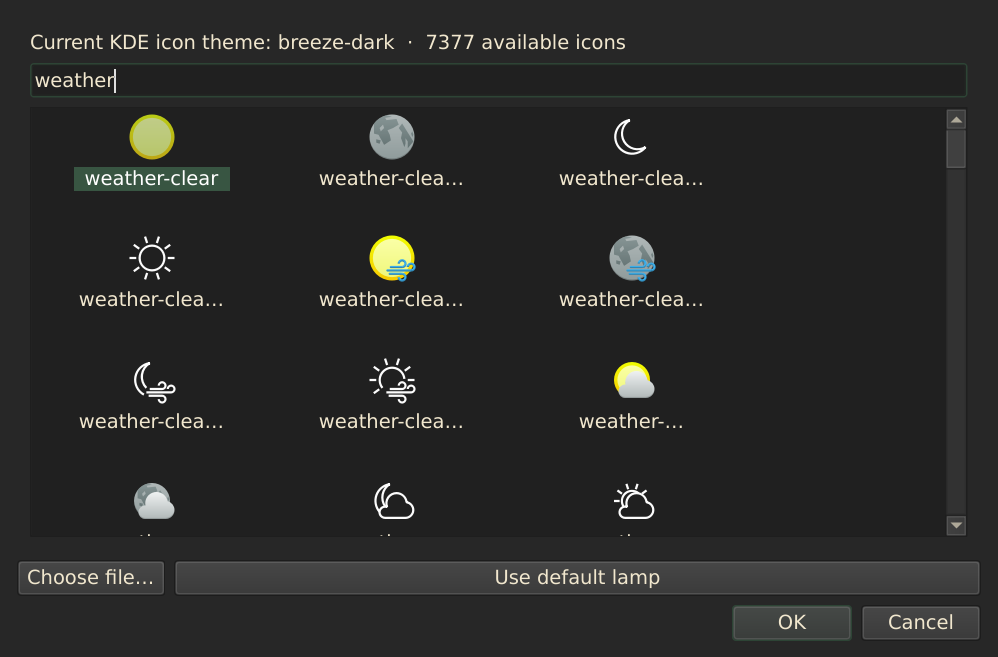 Current KDE icon theme: breeze-dark · 7377 available icons
weather
weather-clear
weather-clea…
weather-clea…
weather-clea…
weather-clea…
weather-clea…
weather-clea…
weather-clea…
weather-…
Choose file…
Use default lamp
OK
Cancel